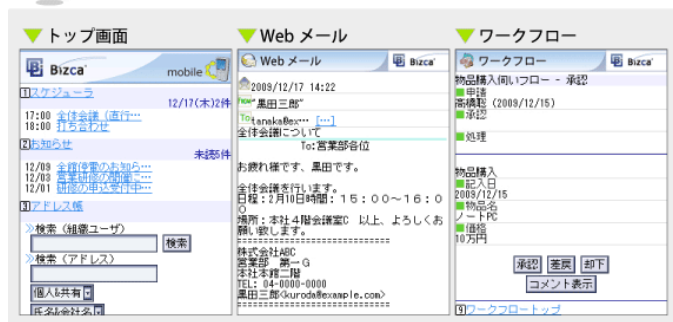 トップ画面
Bizca
mobile
1スケジューラ
12/17(木)2件
17:00 全体会議（直行…
18:00 打ち合わせ
2お知らせ
未読5件
12/09 全館停電のお知ら…
12/03 営業研修の開催に…
12/01 研修の申込受付中…
3アドレス帳
検索（組織ユーザ）
検索
検索（アドレス）
個人&共有
氏名&会社名
Web メール
Web メール
Bizca
2009/12/17 14:22
"黒田三郎"
To tanaka@ex… [...]
全体会議について
To:営業部各位
お疲れ様です、黒田です。
全体会議を行います。
日程：2月10日時間：１５：００～１６：０
０
場所：本社４階会議室C 以上、よろしくお
願い致します。
==============================
株式会社ABC
営業部 第一Ｇ
本社本館二階
TEL: 04-0000-0000
黒田三郎<kuroda@example.com>
==============================
ワークフロー
ワークフロー
Bizca
物品購入伺いフロー - 承認
■申請
高橋聡 (2009/12/15)
■承認
■処理
物品購入
■記入日
2009/12/15
■物品名
ノートPC
■価格
10万円
承認 差戻 却下
コメント表示
9ワークフロートップ